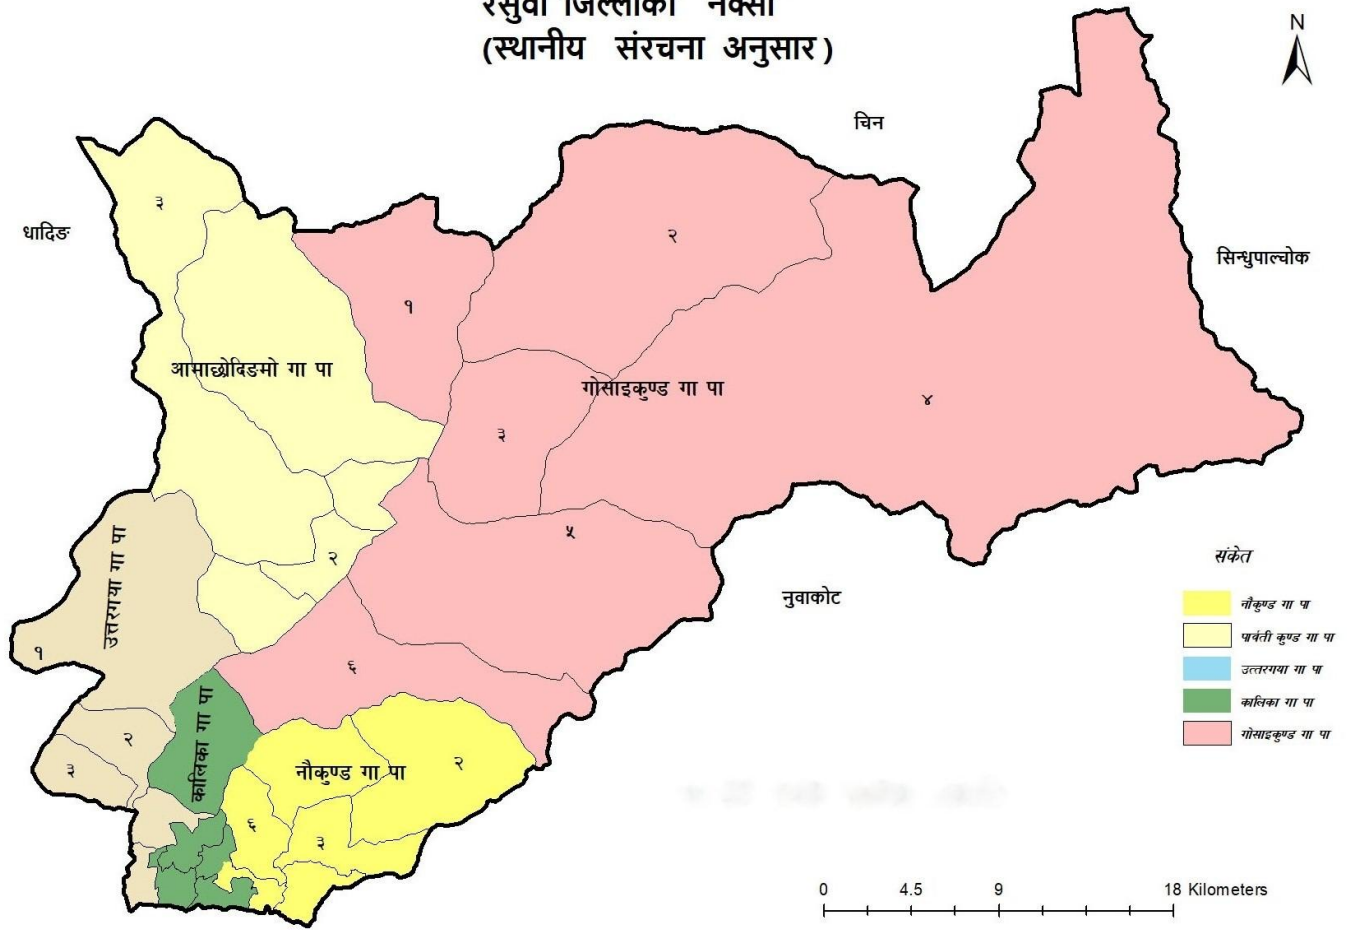 रसुवा जिल्लाको नक्सा
(स्थानीय संरचना अनुसार)
N
चिन
धादिङ
सिन्धुपाल्चोक
नुवाकोट
३
२
१
आमाछोदिङमो गा पा
गोसाइकुण्ड गा पा
४
३
५
२
उत्तरगया गा पा
१
६
कालिका गा पा
२
३
नौकुण्ड गा पा
२
६
३
संकेत
नौकुण्ड गा पा
पार्वती कुण्ड गा पा
उत्तरगया गा पा
कालिका गा पा
गोसाइकुण्ड गा पा
0 4.5 9 18 Kilometers